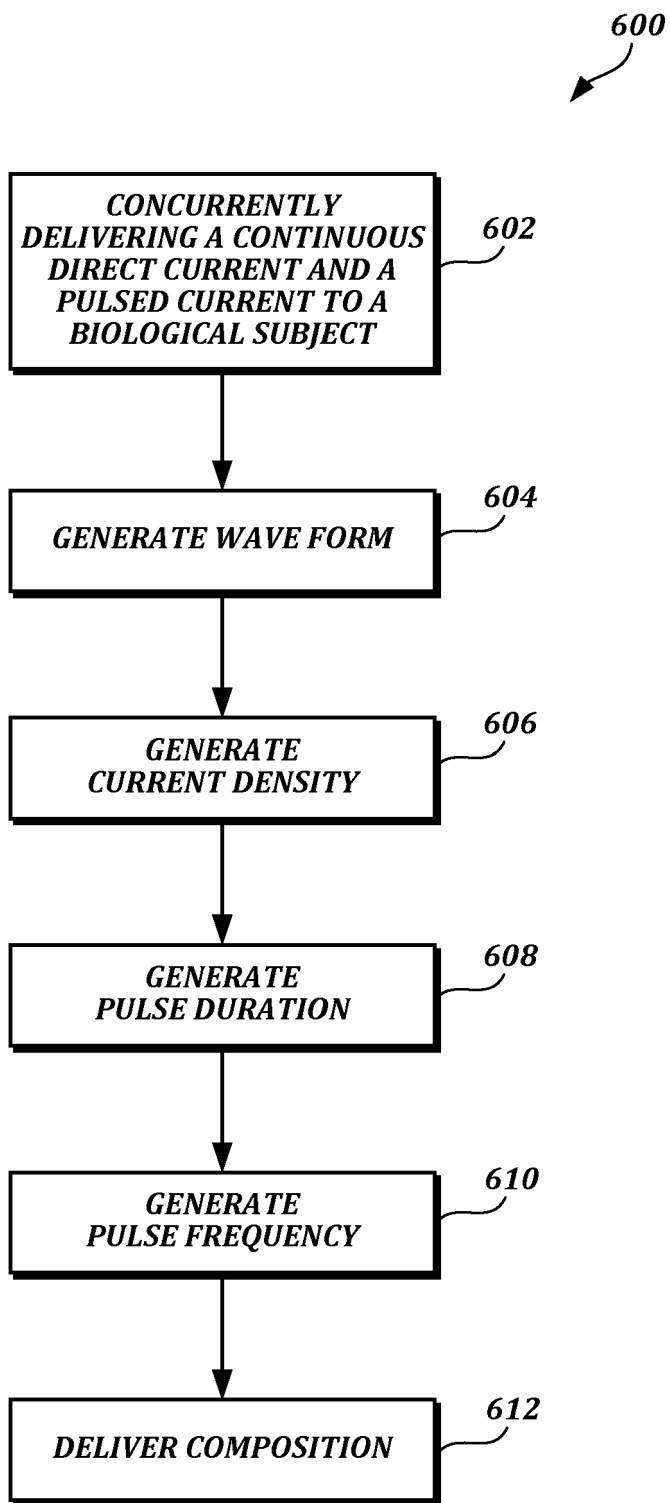 600
CONCURRENTLY
DELIVERING A CONTINUOUS
DIRECT CURRENT AND A
PULSED CURRENT TO A
BIOLOGICAL SUBJECT
602
GENERATE WAVE FORM
604
GENERATE
CURRENT DENSITY
606
GENERATE
PULSE DURATION
608
GENERATE
PULSE FREQUENCY
610
DELIVER COMPOSITION
612